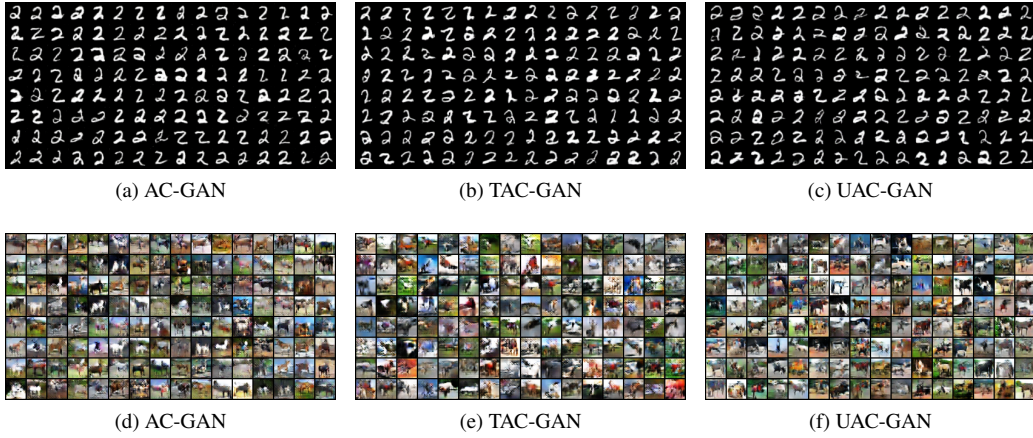 (a) AC-GAN
(b) TAC-GAN
(c) UAC-GAN
(d) AC-GAN
(e) TAC-GAN
(f) UAC-GAN